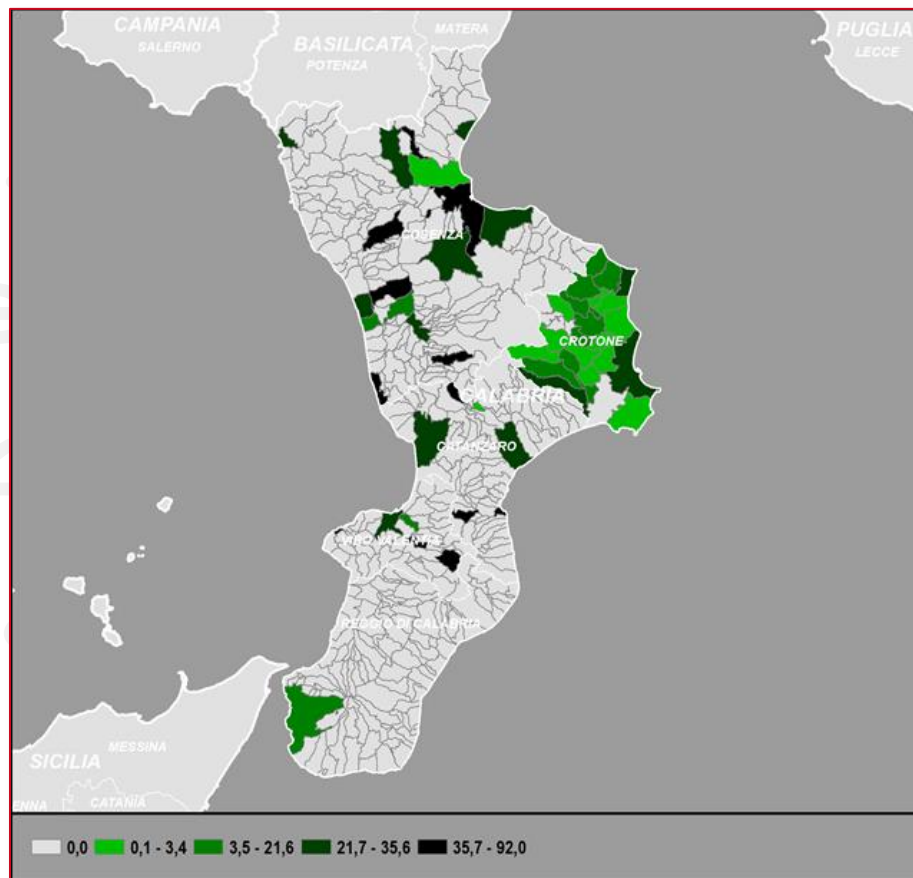 CAMPANIA
SALERNO
BASILICATA
POTENZA
MATERA
PUGLIA
LECCE
COSENZA
CROTONE
CALABRIA
CATANZARO
VIBO VALENTIA
REGGIO DI CALABRIA
MESSINA
SICILIA
ENNA
CATANIA
0,0
0,1 - 3,4
3,5 - 21,6
21,7 - 35,6
35,7 - 92,0